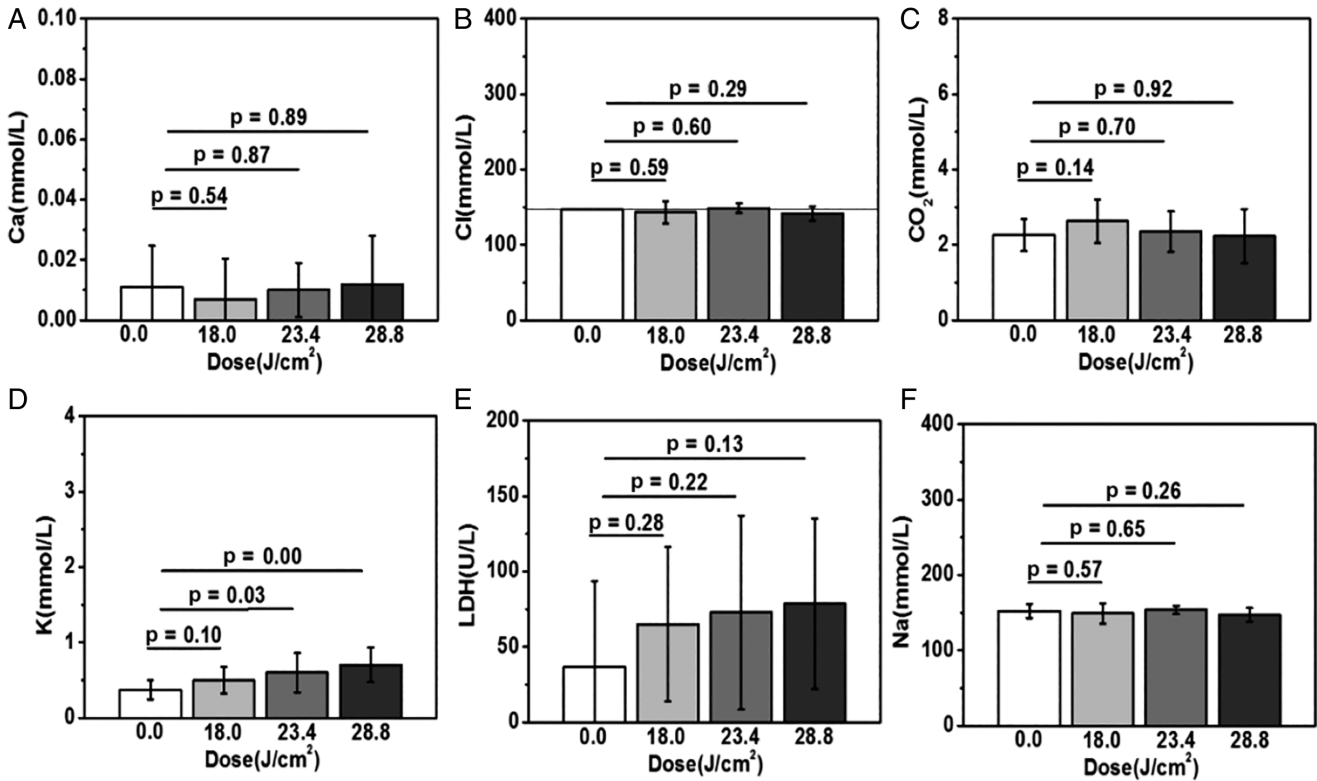 A
Ca(mmol/L)
0.10
0.08
0.06
0.04
0.02
0.00
p = 0.89
p = 0.87
p = 0.54
0.0 18.0 23.4 28.8
Dose(J/cm²)
B
Cl(mmol/L)
400
300
200
100
0
p = 0.29
p = 0.60
p = 0.59
0.0 18.0 23.4 28.8
Dose(J/cm²)
C
CO₂(mmol/L)
8
6
4
2
0
p = 0.92
p = 0.70
p = 0.14
0.0 18.0 23.4 28.8
Dose(J/cm²)
D
K(mmol/L)
4
3
2
1
0
p = 0.00
p = 0.03
p = 0.10
0.0 18.0 23.4 28.8
Dose(J/cm²)
E
LDH(U/L)
200
150
100
50
0
p = 0.13
p = 0.22
p = 0.28
0.0 18.0 23.4 28.8
Dose(J/cm²)
F
Na(mmol/L)
400
300
200
100
0
p = 0.26
p = 0.65
p = 0.57
0.0 18.0 23.4 28.8
Dose(J/cm²)